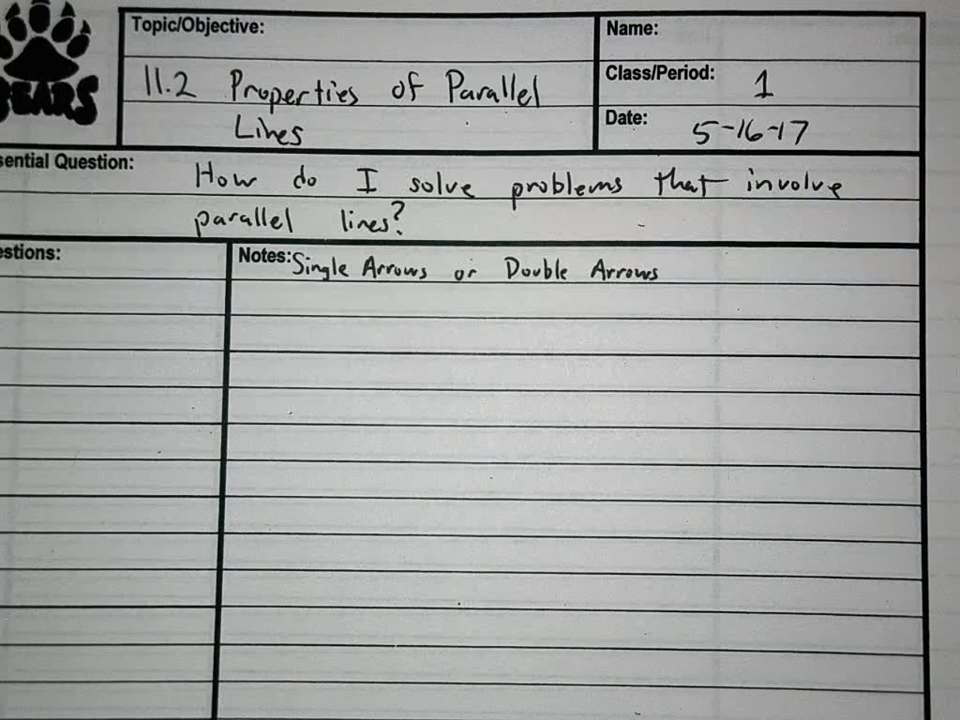 Topic/Objective:
11.2 Properties of Parallel
Lines
Name:
Class/Period: 1
Date: 5-16-17
BEARS
sential Question:
How do I solve problems that involve
parallel lines?
estions:
Notes: Single Arrows or Double Arrows